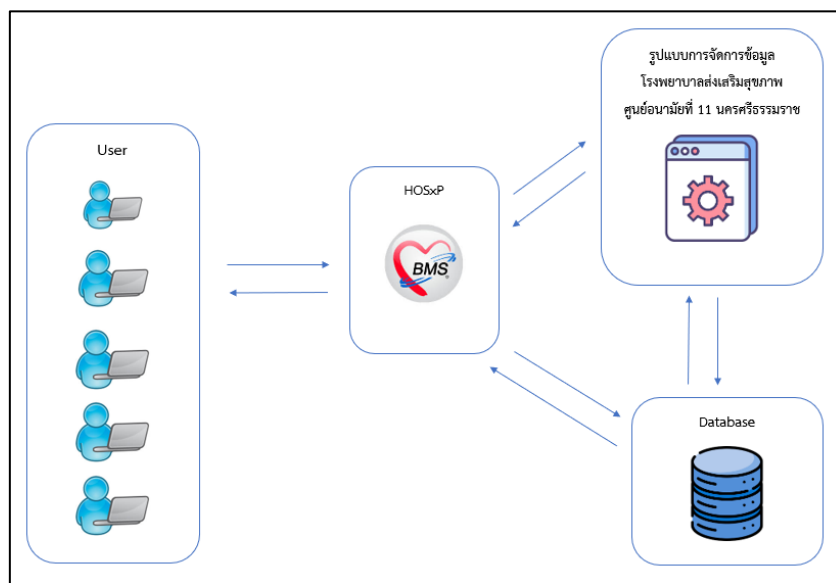 User
HOSxP
BMS
รูปแบบการจัดการข้อมูล
โรงพยาบาลส่งเสริมสุขภาพ
ศูนย์อนามัยที่ 11 นครศรีธรรมราช
Database